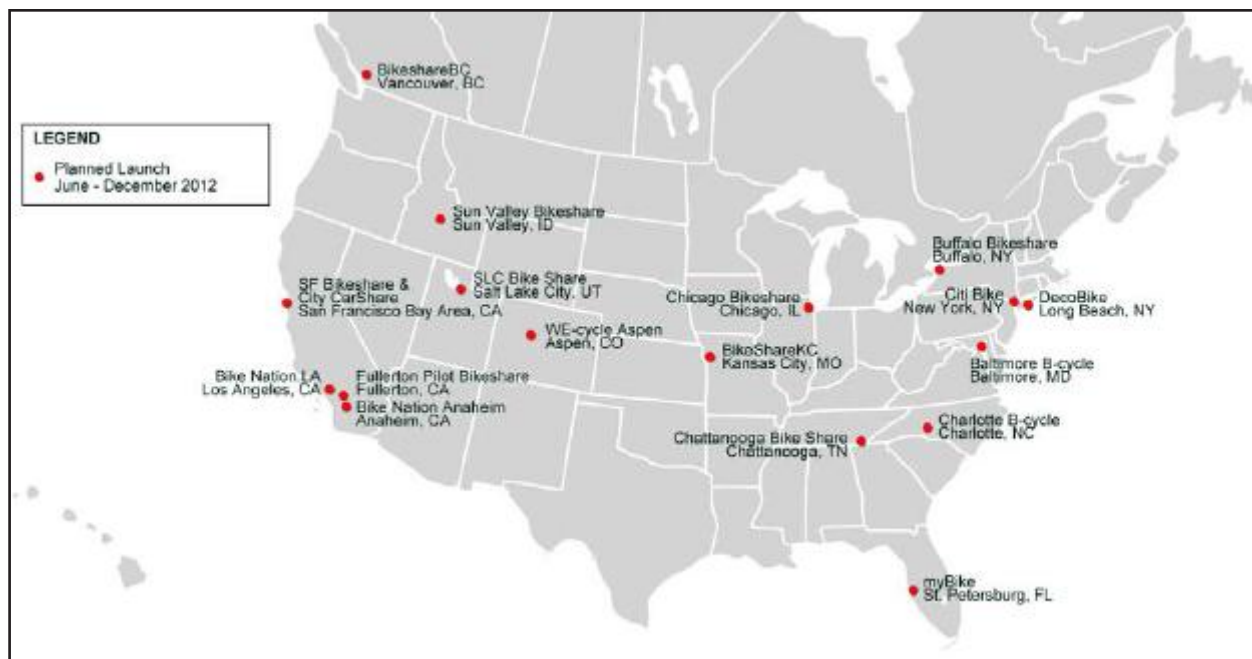 BikeshareBC
Vancouver, BC
LEGEND
Planned Launch
June - December 2012
Sun Valley Bikeshare
Sun Valley, ID
Buffalo Bikeshare
Buffalo, NY
SF Bikeshare &
City CarShare
San Francisco Bay Area, CA
SLC Bike Share
Salt Lake City, UT
Chicago Bikeshare
Chicago, IL
Citi Bike
New York, NY
DecoBike
Long Beach, NY
WE-cycle Aspen
Aspen, CO
BikeShareKC
Kansas City, MO
Baltimore B-cycle
Baltimore, MD
Bike Nation LA
Los Angeles, CA
Fullerton Pilot Bikeshare
Fullerton, CA
Bike Nation Anaheim
Anaheim, CA
Chattanooga Bike Share
Chattanooga, TN
Charlotte B-cycle
Charlotte, NC
myBike
St. Petersburg, FL